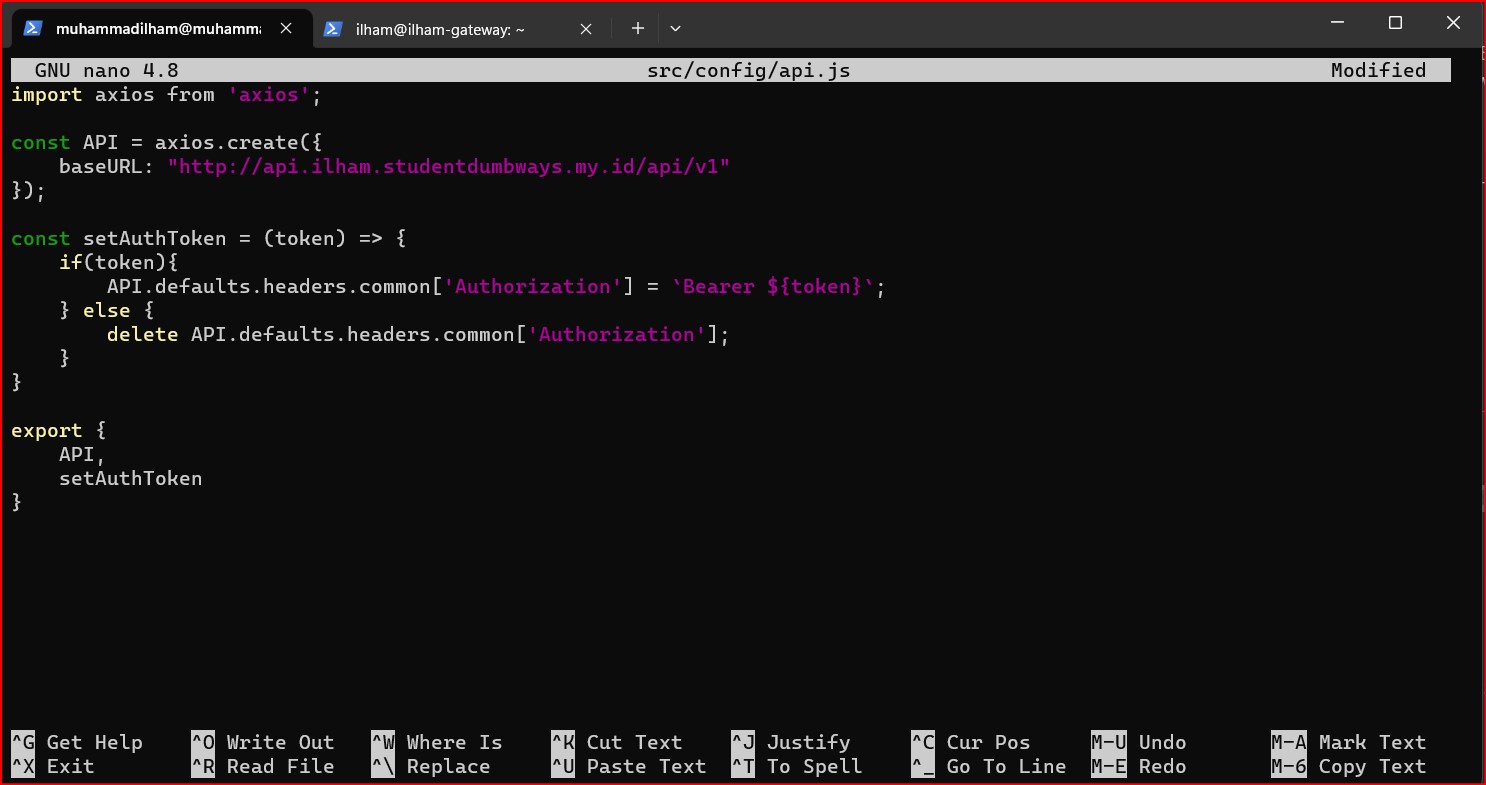 muhammadilham@muhamma
ilham@ilham-gateway: ~
GNU nano 4.8 src/config/api.js Modified
import axios from 'axios';
const API = axios.create({
    baseURL: "http://api.ilham.studentdumbways.my.id/api/v1"
});
const setAuthToken = (token) => {
    if(token){
        API.defaults.headers.common['Authorization'] = `Bearer ${token}`;
    } else {
        delete API.defaults.headers.common['Authorization'];
    }
}
export {
    API,
    setAuthToken
}
^G Get Help ^O Write Out ^W Where Is ^K Cut Text ^J Justify ^C Cur Pos M-U Undo M-A Mark Text
^X Exit ^R Read File ^\ Replace ^U Paste Text ^T To Spell ^_ Go To Line M-E Redo M-6 Copy Text